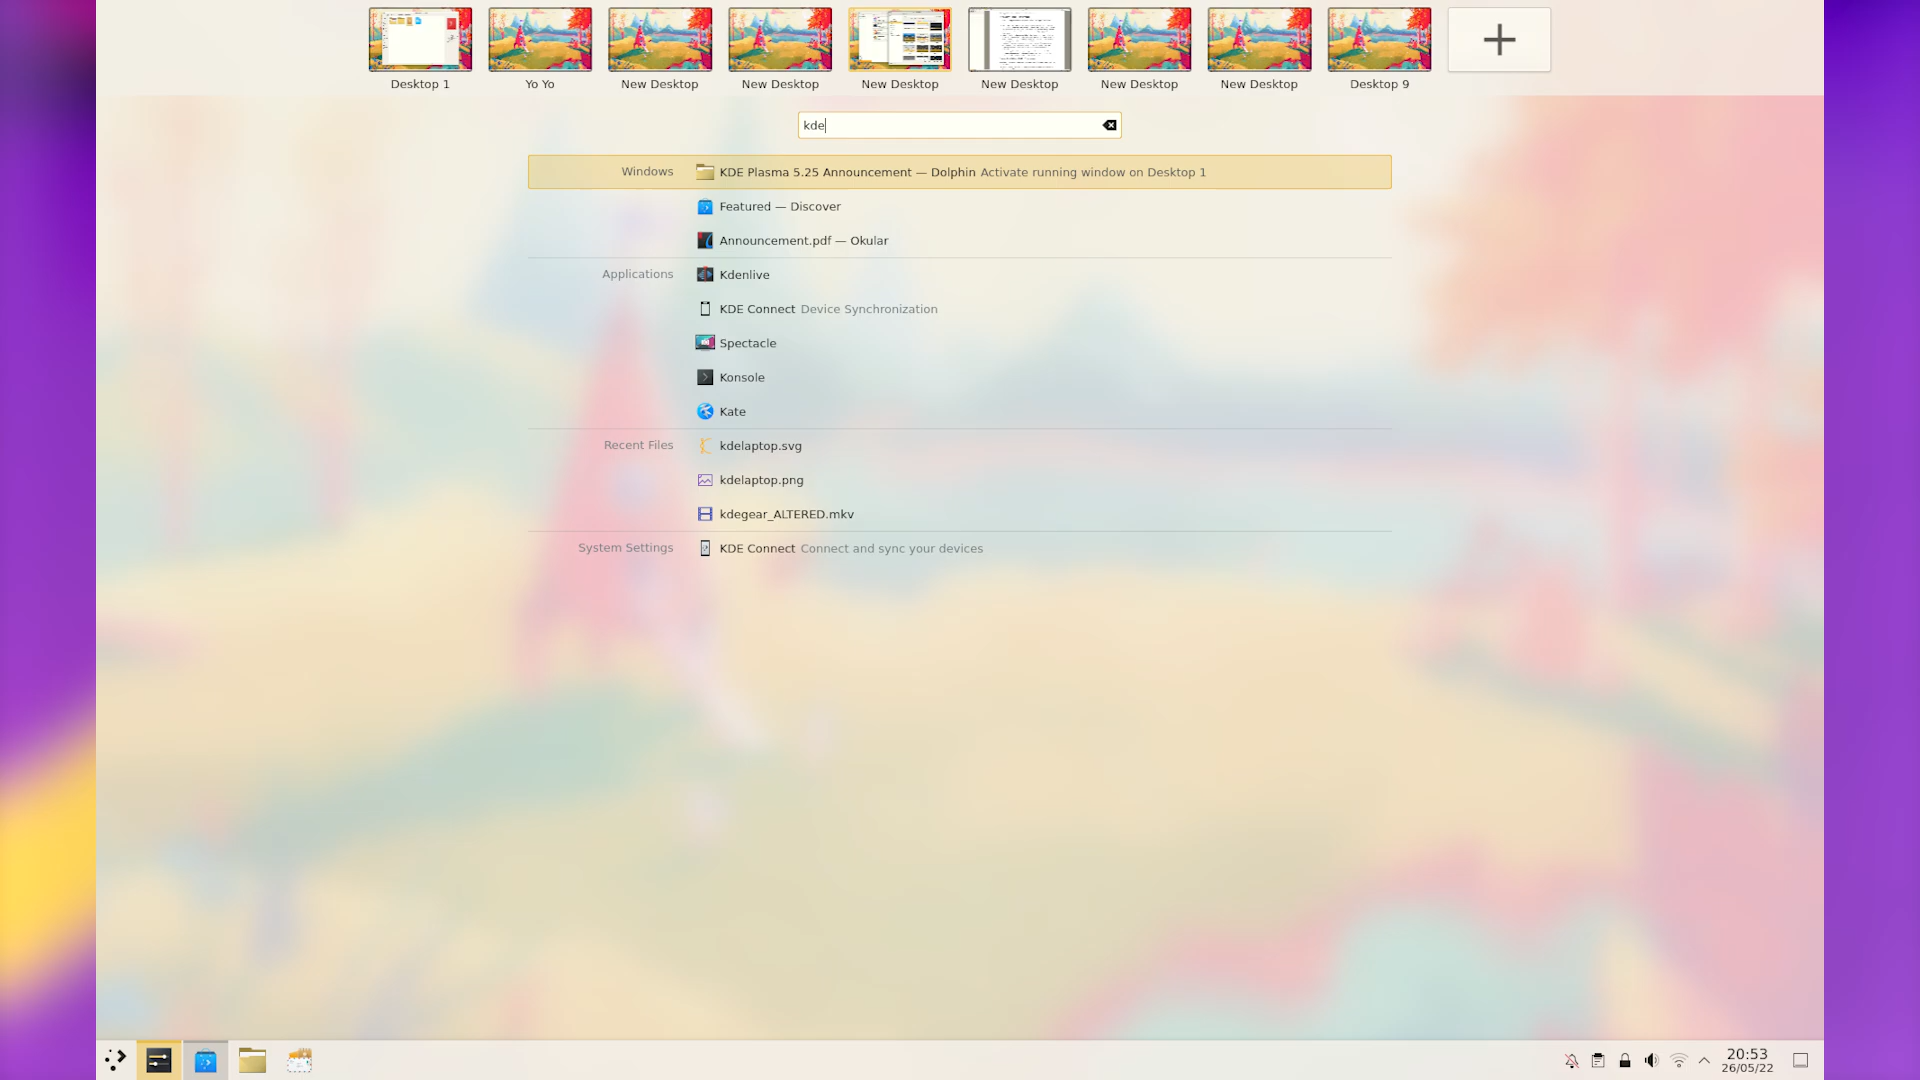 Desktop 1
Yo Yo
New Desktop
New Desktop
New Desktop
New Desktop
New Desktop
New Desktop
Desktop 9
kde
Windows
KDE Plasma 5.25 Announcement — Dolphin Activate running window on Desktop 1
Featured — Discover
Announcement.pdf — Okular
Applications
Kdenlive
KDE Connect Device Synchronization
Spectacle
Konsole
Kate
Recent Files
kdelaptop.svg
kdelaptop.png
kdegear_ALTERED.mkv
System Settings
KDE Connect Connect and sync your devices
20:53
26/05/22